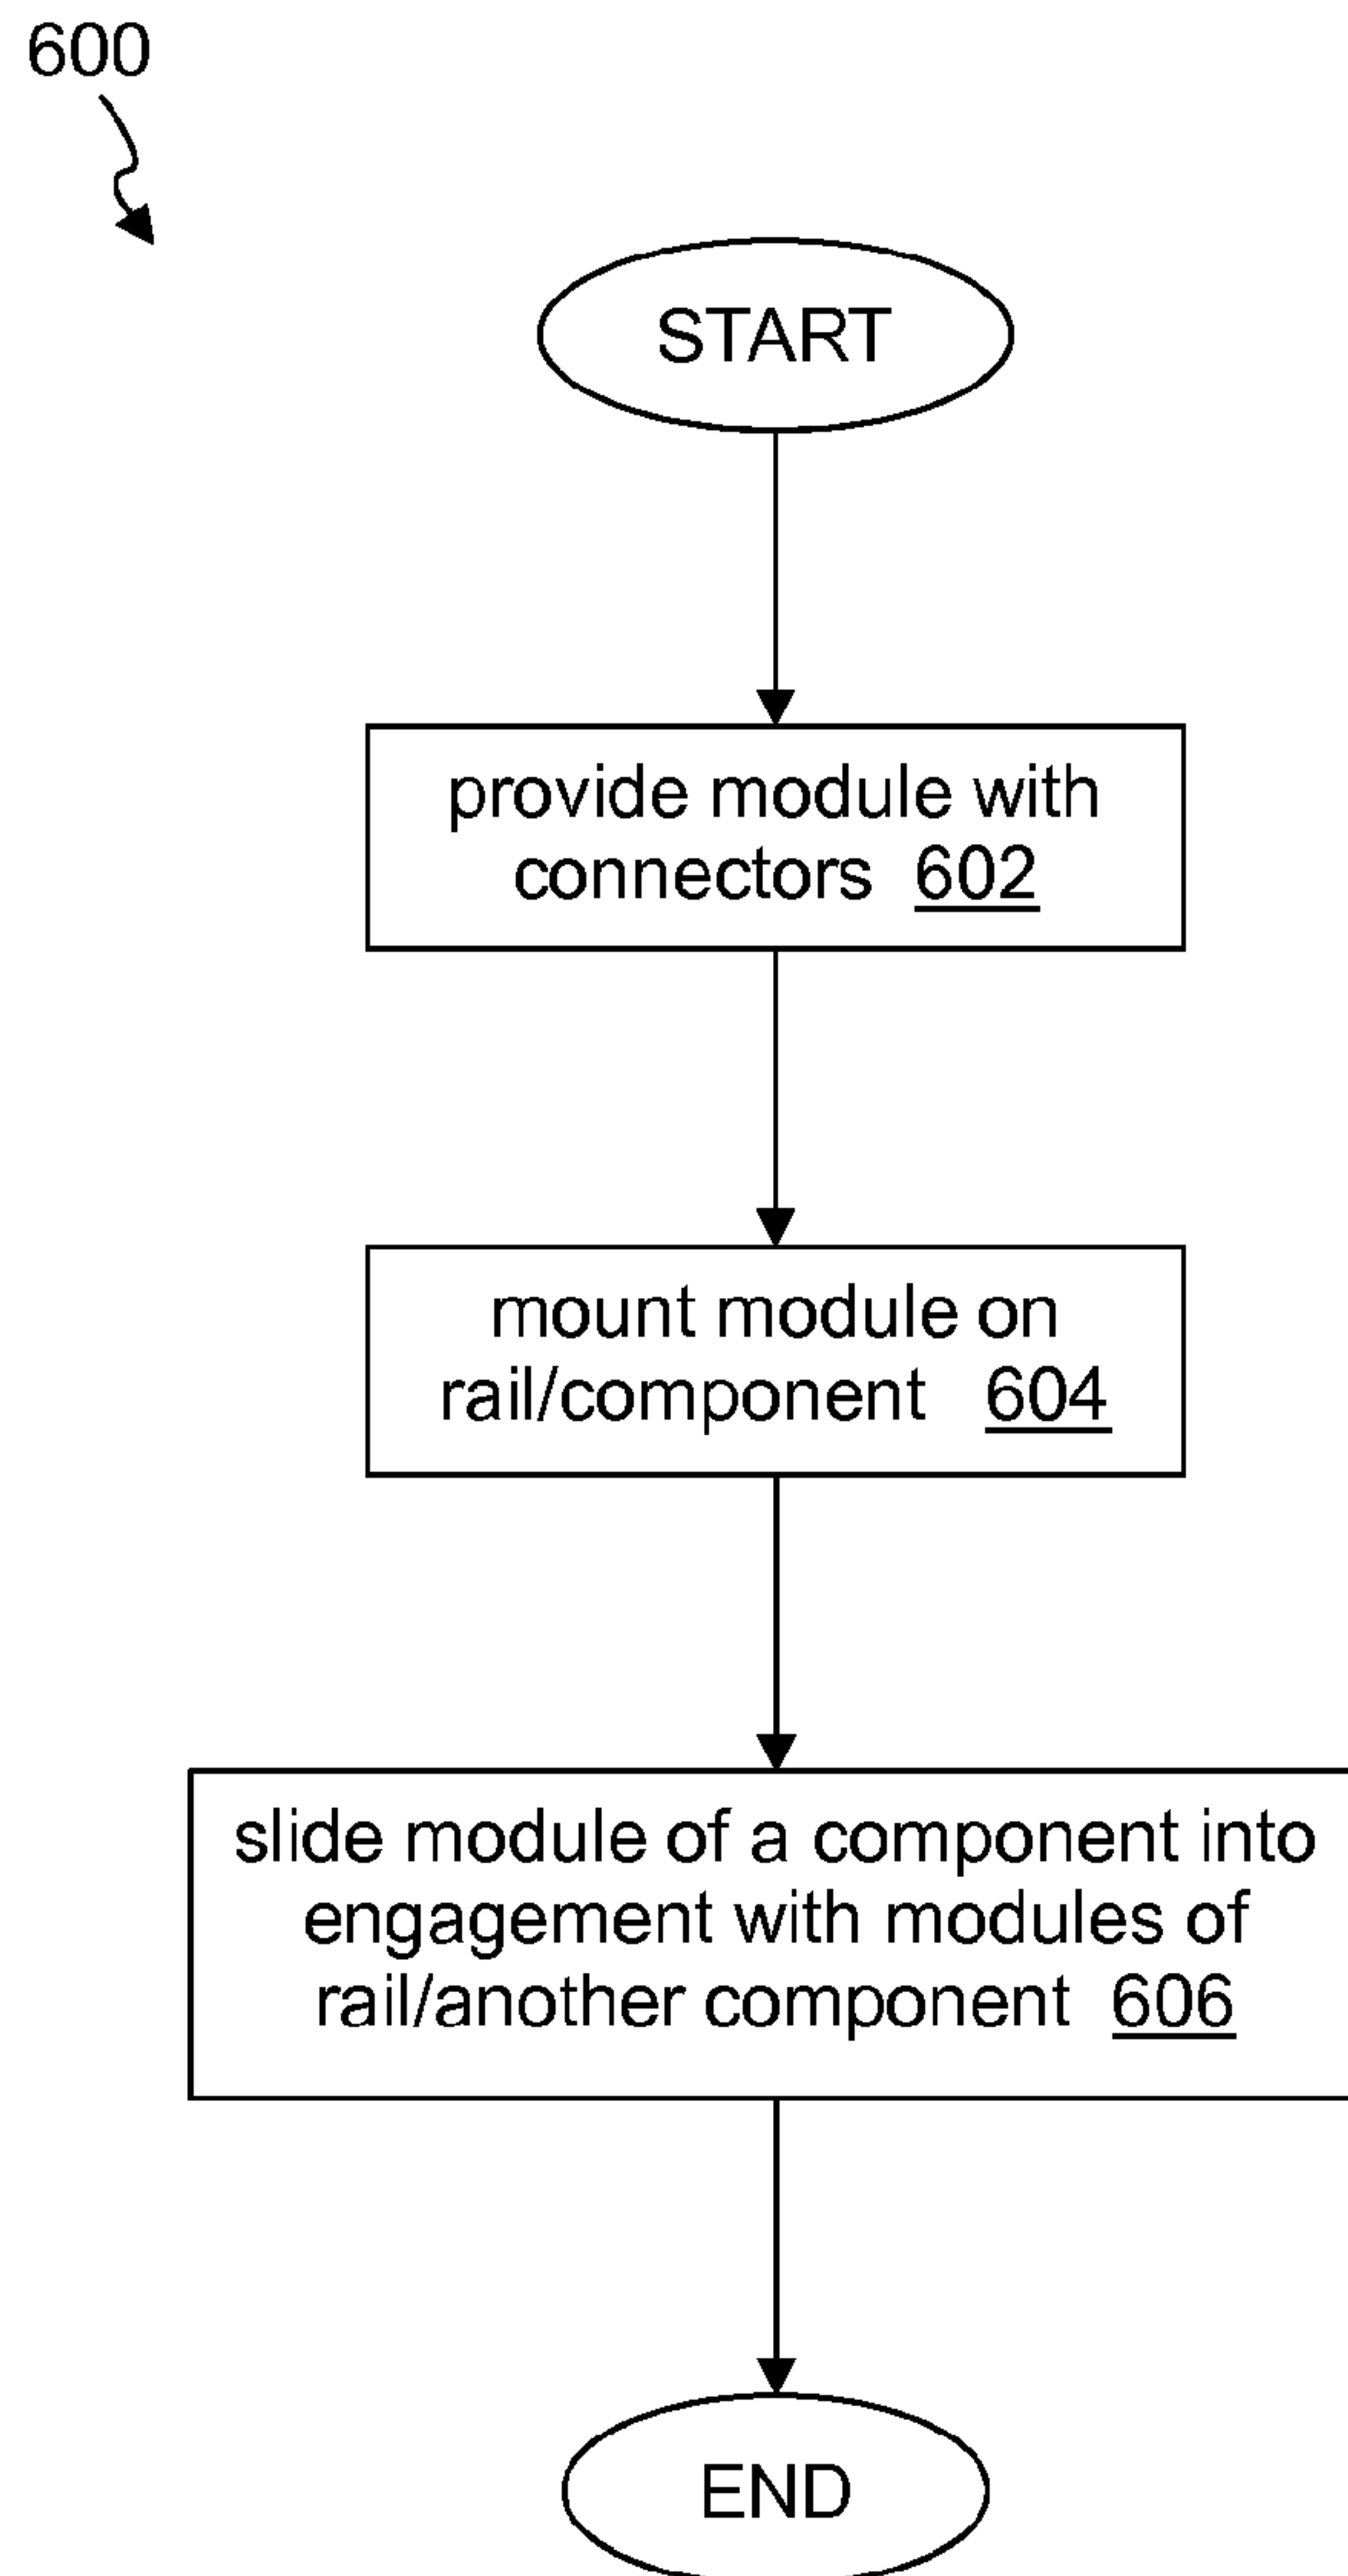 600
START
provide module with
connectors 602
mount module on
rail/component 604
slide module of a component into
engagement with modules of
rail/another component 606
END